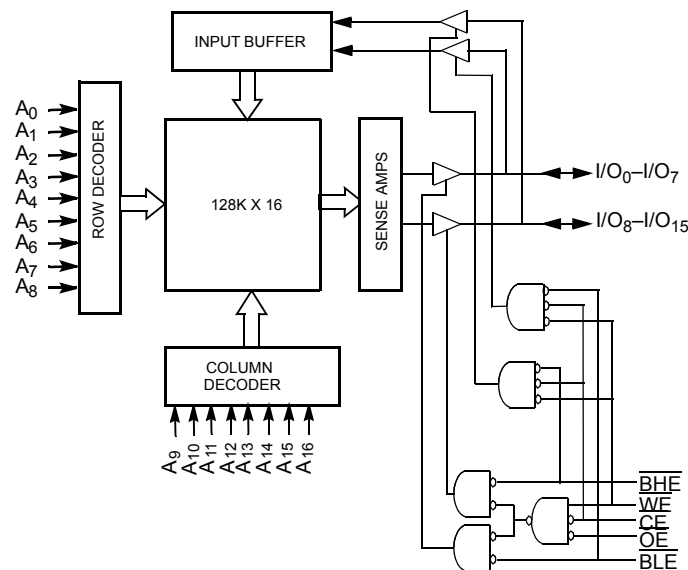 INPUT BUFFER
A0
A1
A2
A3
A4
A5
A6
A7
A8
ROW DECODER
128K X 16
SENSE AMPS
I/O0–I/O7
I/O8–I/O15
COLUMN
DECODER
A9
A10
A11
A12
A13
A14
A15
A16
BHE
WE
CE
OE
BLE